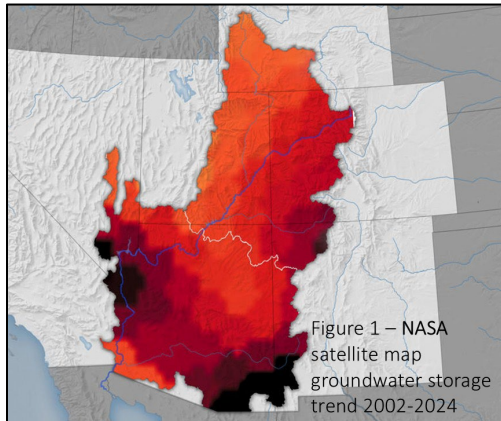 Figure 1 – NASA
satellite map
groundwater storage
trend 2002-2024